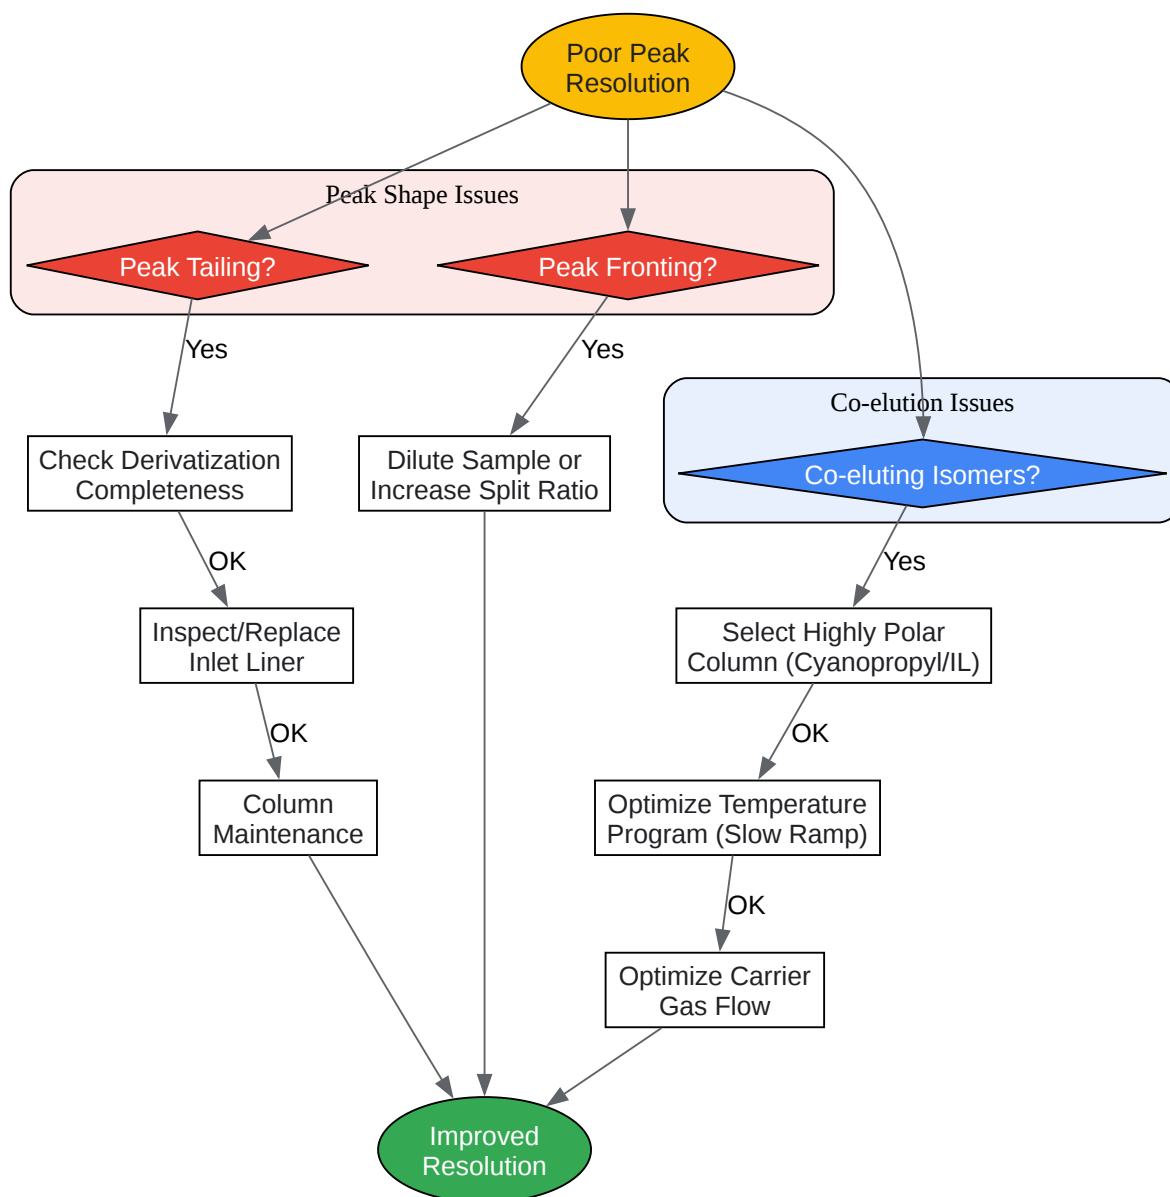 Poor Peak
Resolution
Peak Shape Issues
Peak Tailing?
Peak Fronting?
Yes
Yes
Co-elution Issues
Co-eluting Isomers?
Check Derivatization
Completeness
Dilute Sample or
Increase Split Ratio
OK
Yes
Inspect/Replace
Inlet Liner
Select Highly Polar
Column (Cyanopropyl/IL)
OK
OK
Column
Maintenance
Optimize Temperature
Program (Slow Ramp)
OK
Optimize Carrier
Gas Flow
Improved
Resolution